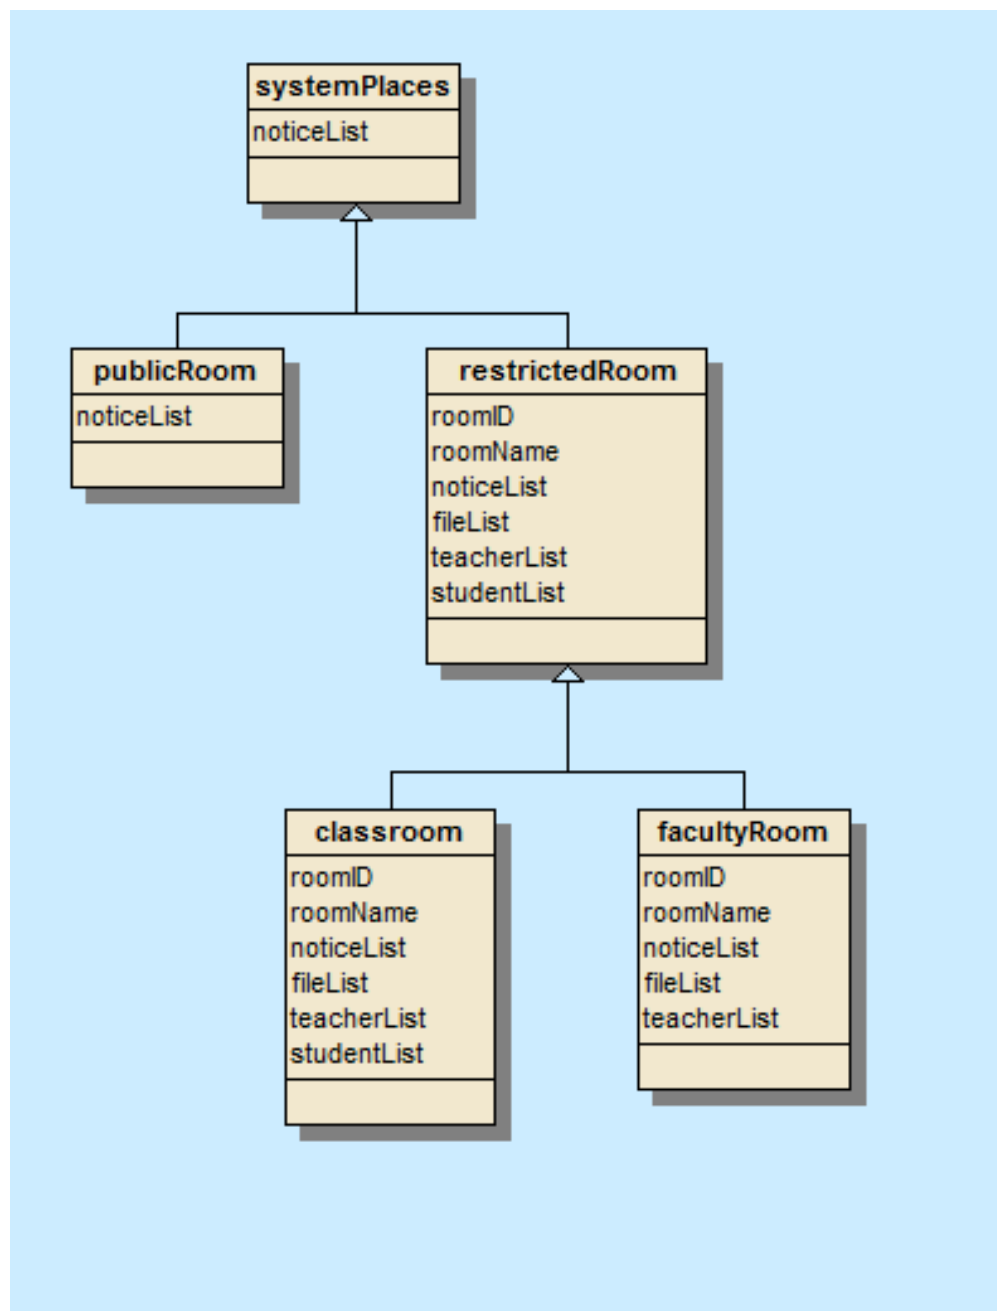 systemPlaces
noticeList
publicRoom
noticeList
restrictedRoom
roomID
roomName
noticeList
fileList
teacherList
studentList
classroom
roomID
roomName
noticeList
fileList
teacherList
studentList
facultyRoom
roomID
roomName
noticeList
fileList
teacherList